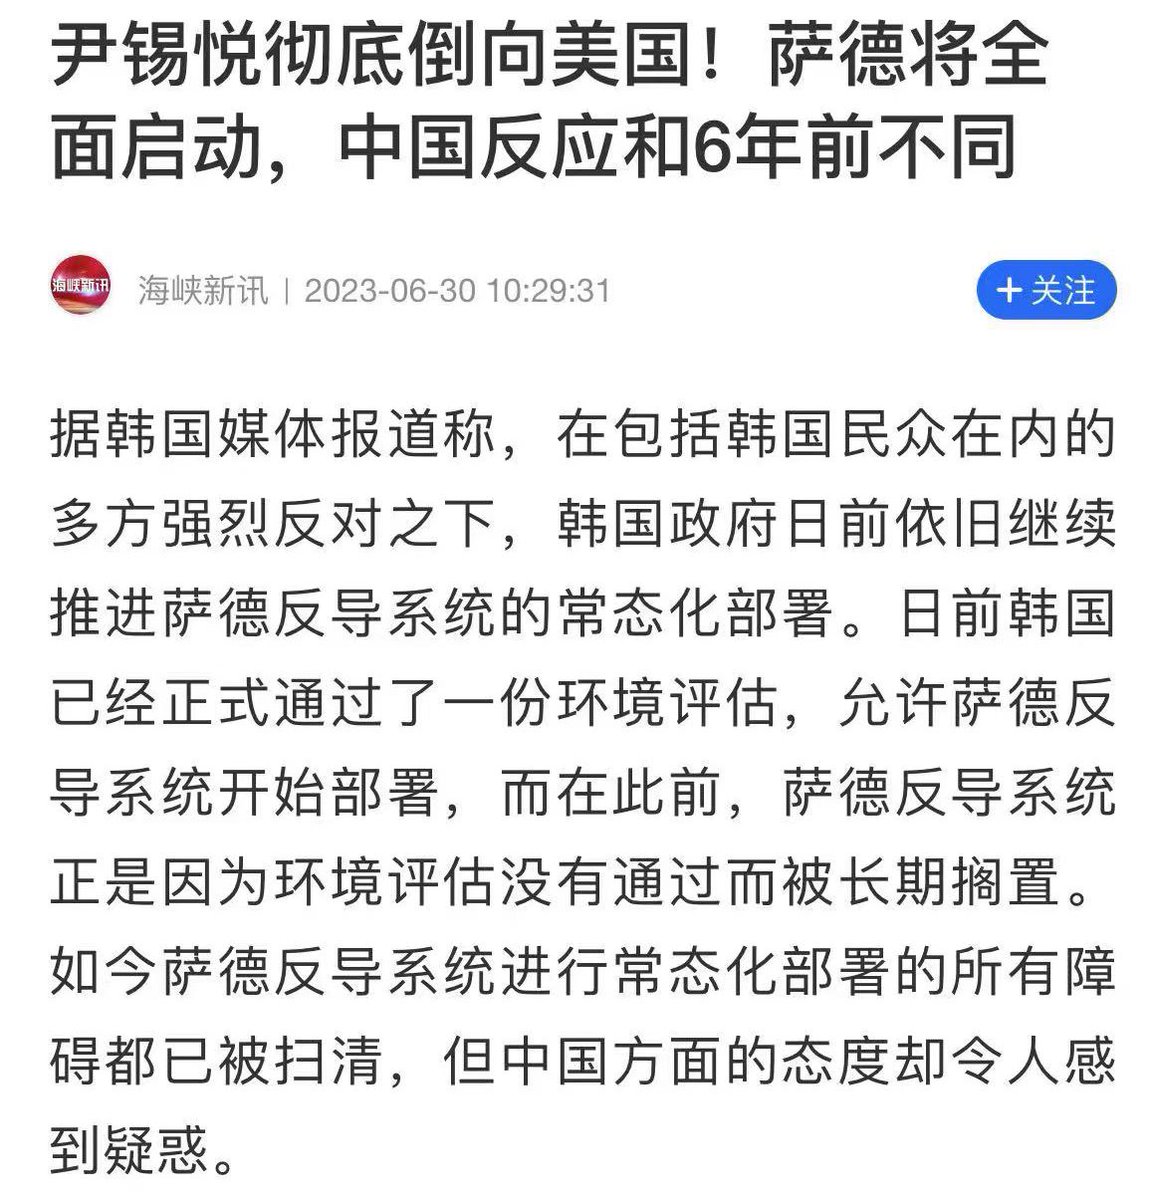 尹锡悦彻底倒向美国！萨德将全
面启动，中国反应和6年前不同
海峡新讯
海峡新讯 | 2023-06-30 10:29:31
+关注
据韩国媒体报道称，在包括韩国民众在内的
多方强烈反对之下，韩国政府日前依旧继续
推进萨德反导系统的常态化部署。日前韩国
已经正式通过了一份环境评估，允许萨德反
导系统开始部署，而在此前，萨德反导系统
正是因为环境评估没有通过而被长期搁置。
如今萨德反导系统进行常态化部署的所有障
碍都已被扫清，但中国方面的态度却令人感
到疑惑。